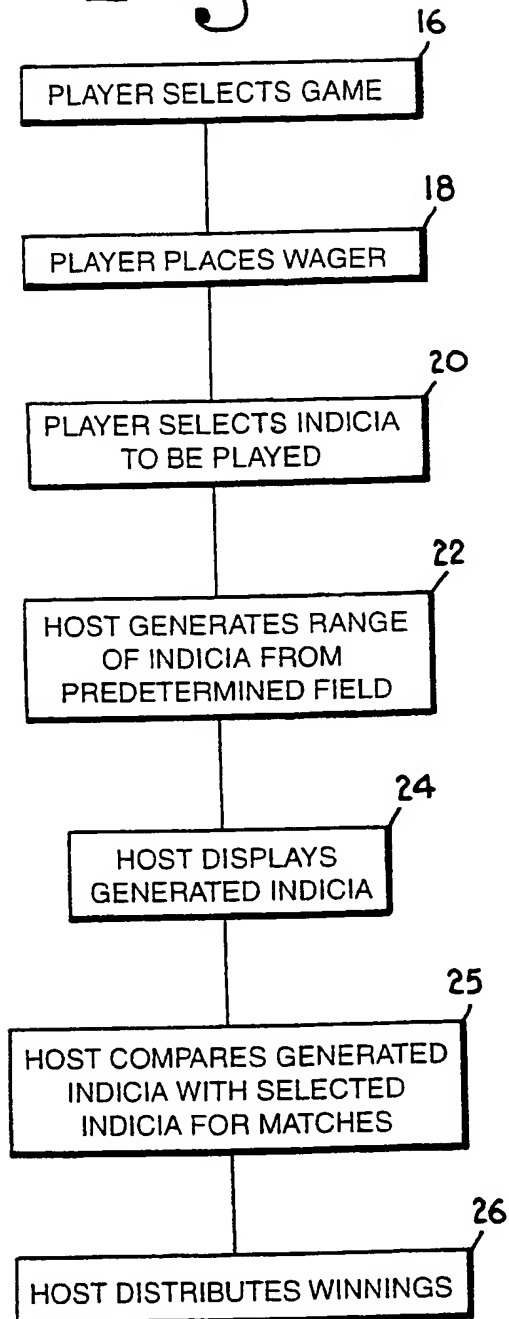 16
PLAYER SELECTS GAME
18
PLAYER PLACES WAGER
20
PLAYER SELECTS INDICIA
TO BE PLAYED
22
HOST GENERATES RANGE
OF INDICIA FROM
PREDETERMINED FIELD
24
HOST DISPLAYS
GENERATED INDICIA
25
HOST COMPARES GENERATED
INDICIA WITH SELECTED
INDICIA FOR MATCHES
26
HOST DISTRIBUTES WINNINGS